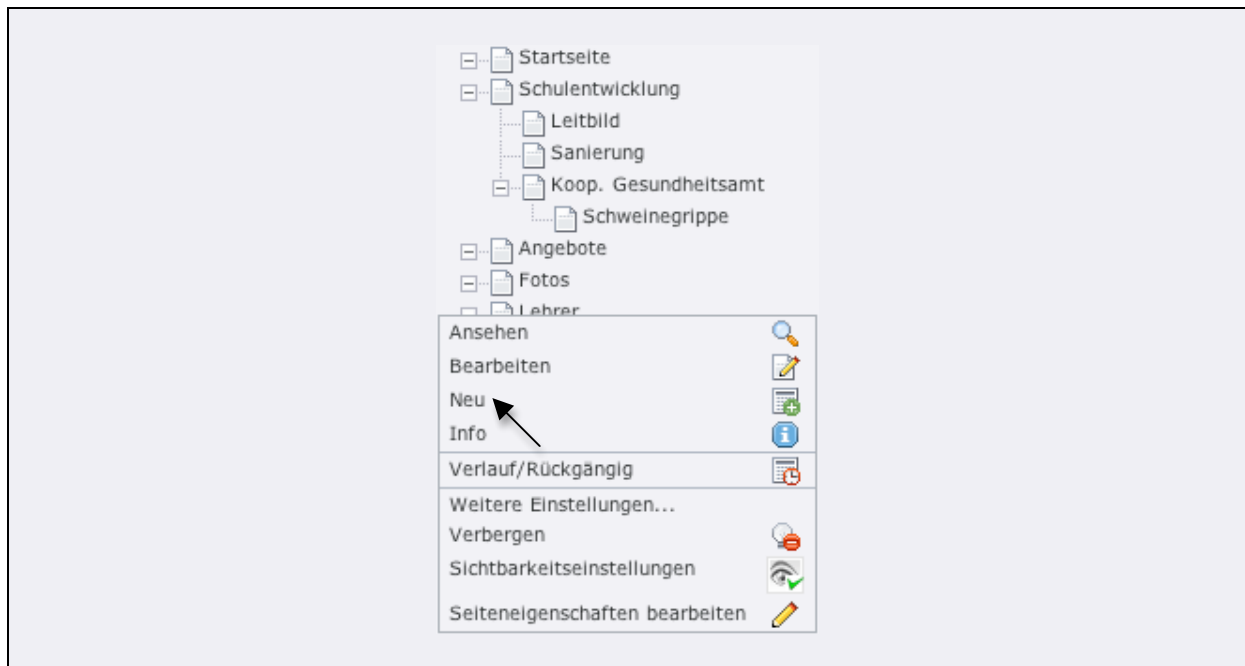 Startseite
Schulentwicklung
Leitbild
Sanierung
Koop. Gesundheitsamt
Schweinegrippe
Angebote
Fotos
Lehrer
Ansehen
Bearbeiten
Neu
Info
Verlauf/Rückgängig
Weitere Einstellungen...
Verbergen
Sichtbarkeitseinstellungen
Seiteneigenschaften bearbeiten